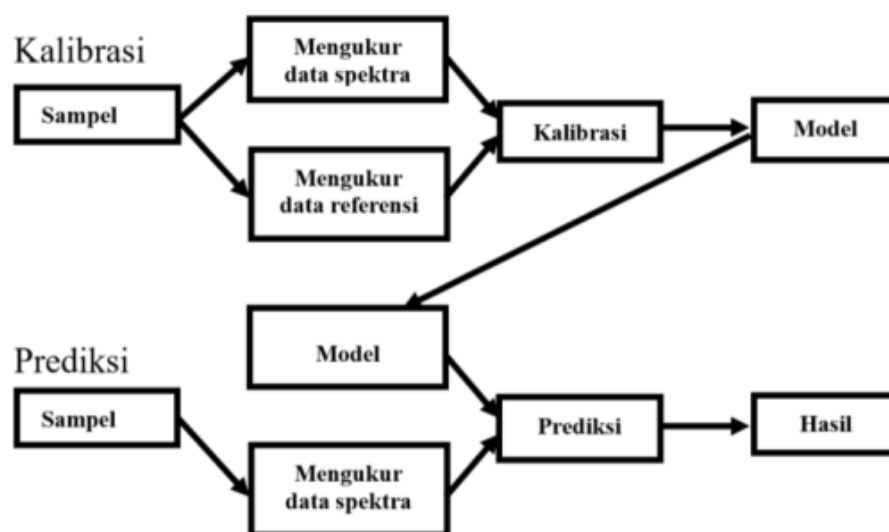 Kalibrasi
Sampel
Mengukur
data spektra
Mengukur
data referensi
Kalibrasi
Model
Prediksi
Sampel
Model
Mengukur
data spektra
Prediksi
Hasil